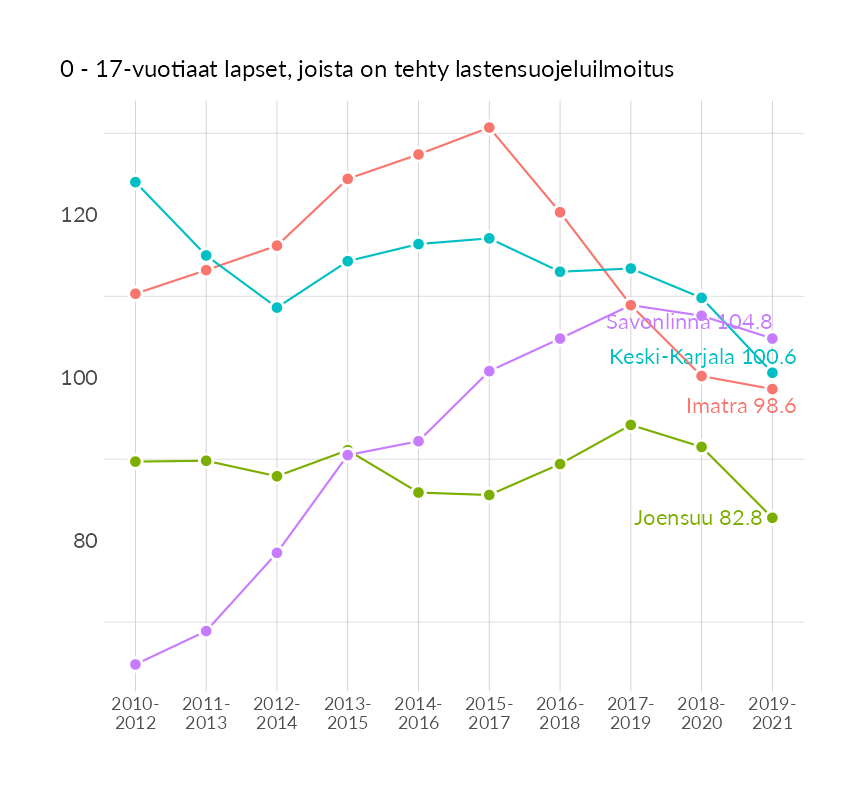 0 - 17-vuotiaat lapset, joista on tehty lastensuojeluilmoitus
120
100
80
Savonlinna 104.8
Keski-Karjala 100.6
Imatra 98.6
Joensuu 82.8
2010- 2011- 2012- 2013- 2014- 2015- 2016- 2017- 2018- 2019-
2012 2013 2014 2015 2016 2017 2018 2019 2020 2021